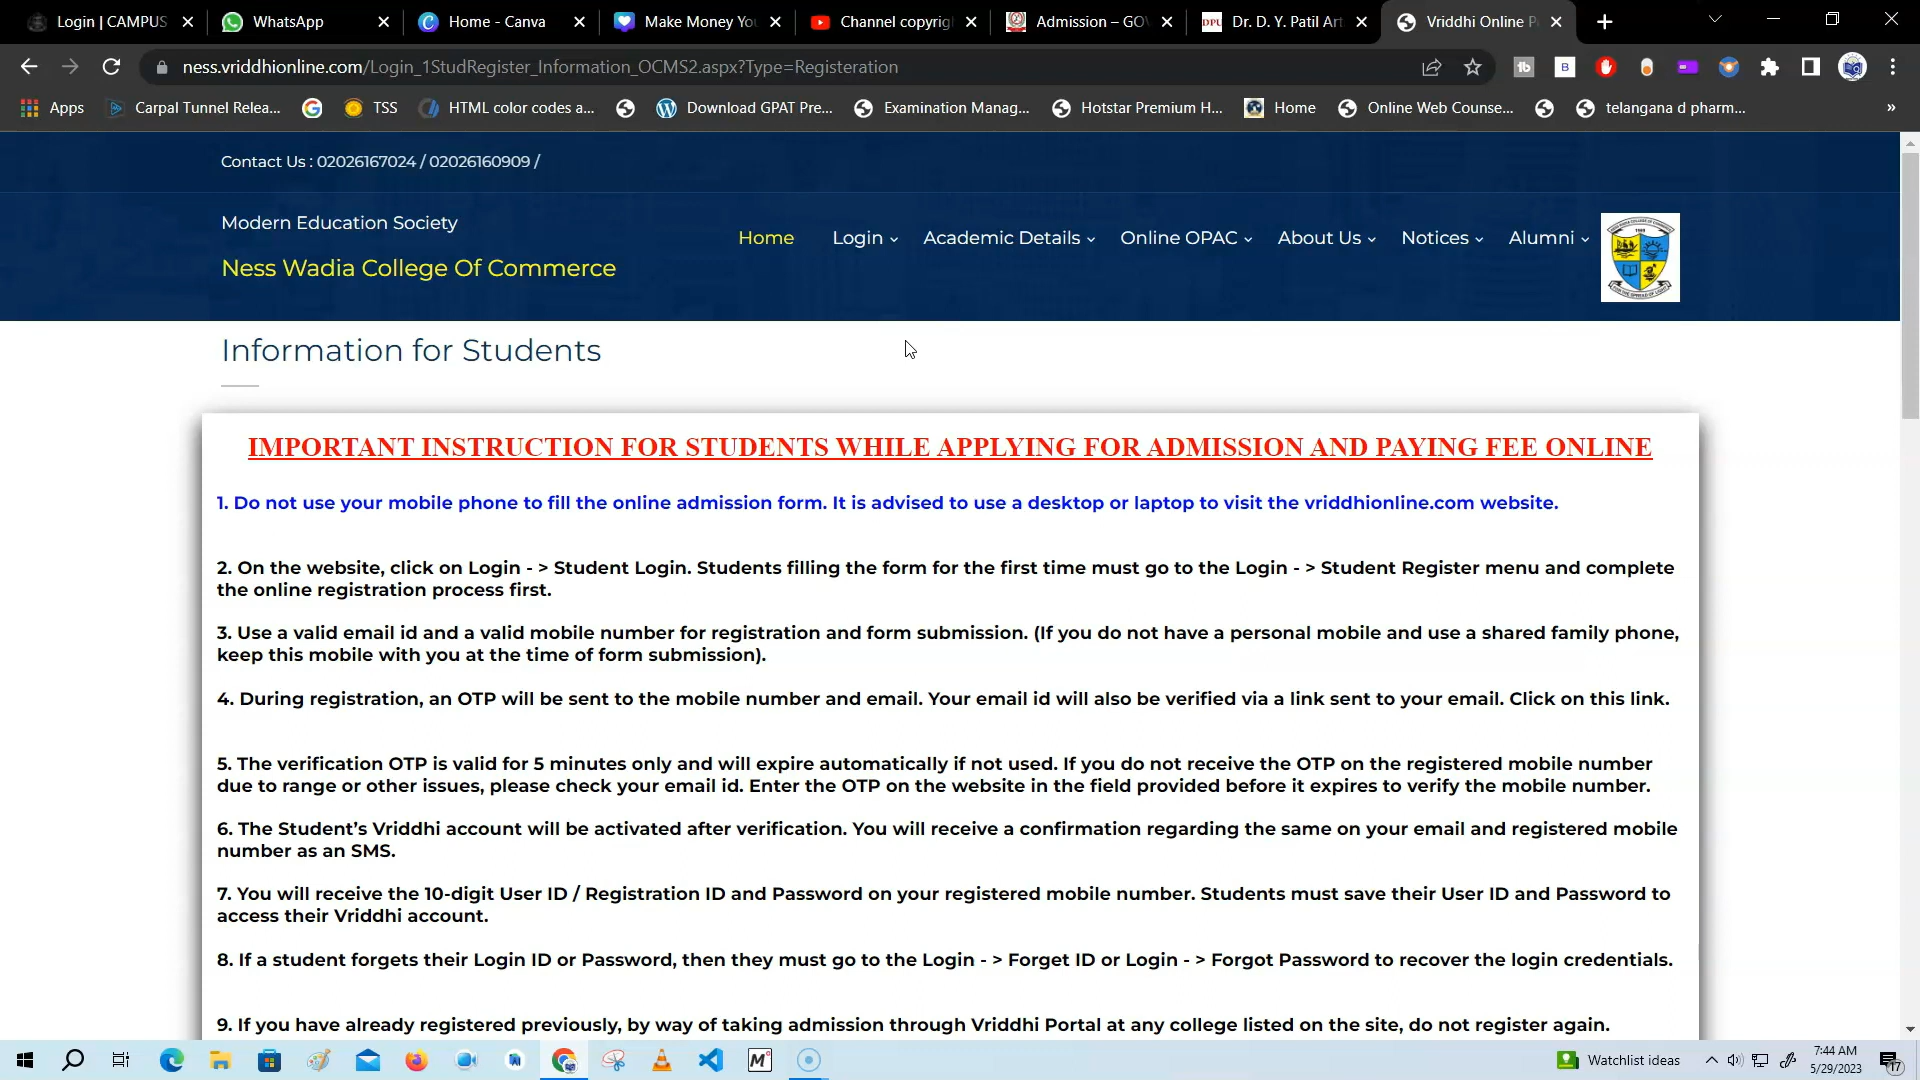 Login | CAMPUS
WhatsApp
Home - Canva
Make Money Yo
Channel copyrig
Admission – GO
Dr. D. Y. Patil Ar
Vriddhi Online P
ness.vriddhionline.com/Login_1StudRegister_Information_OCMS2.aspx?Type=Registeration
Apps
Carpal Tunnel Relea...
TSS
HTML color codes a...
Download GPAT Pre...
Examination Manag...
Hotstar Premium H...
Home
Online Web Counse...
telangana d pharm...
Contact Us : 02026167024 / 02026160909 /
Modern Education Society
Ness Wadia College Of Commerce
Home
Login
Academic Details
Online OPAC
About Us
Notices
Alumni
Information for Students
IMPORTANT INSTRUCTION FOR STUDENTS WHILE APPLYING FOR ADMISSION AND PAYING FEE ONLINE
1. Do not use your mobile phone to fill the online admission form. It is advised to use a desktop or laptop to visit the vriddhionline.com website.
2. On the website, click on Login - > Student Login. Students filling the form for the first time must go to the Login - > Student Register menu and complete
the online registration process first.
3. Use a valid email id and a valid mobile number for registration and form submission. (If you do not have a personal mobile and use a shared family phone,
keep this mobile with you at the time of form submission).
4. During registration, an OTP will be sent to the mobile number and email. Your email id will also be verified via a link sent to your email. Click on this link.
5. The verification OTP is valid for 5 minutes only and will expire automatically if not used. If you do not receive the OTP on the registered mobile number
due to range or other issues, please check your email id. Enter the OTP on the website in the field provided before it expires to verify the mobile number.
6. The Student’s Vriddhi account will be activated after verification. You will receive a confirmation regarding the same on your email and registered mobile
number as an SMS.
7. You will receive the 10-digit User ID / Registration ID and Password on your registered mobile number. Students must save their User ID and Password to
access their Vriddhi account.
8. If a student forgets their Login ID or Password, then they must go to the Login - > Forget ID or Login - > Forgot Password to recover the login credentials.
9. If you have already registered previously, by way of taking admission through Vriddhi Portal at any college listed on the site, do not register again.
Watchlist ideas
7:44 AM
5/29/2023
17